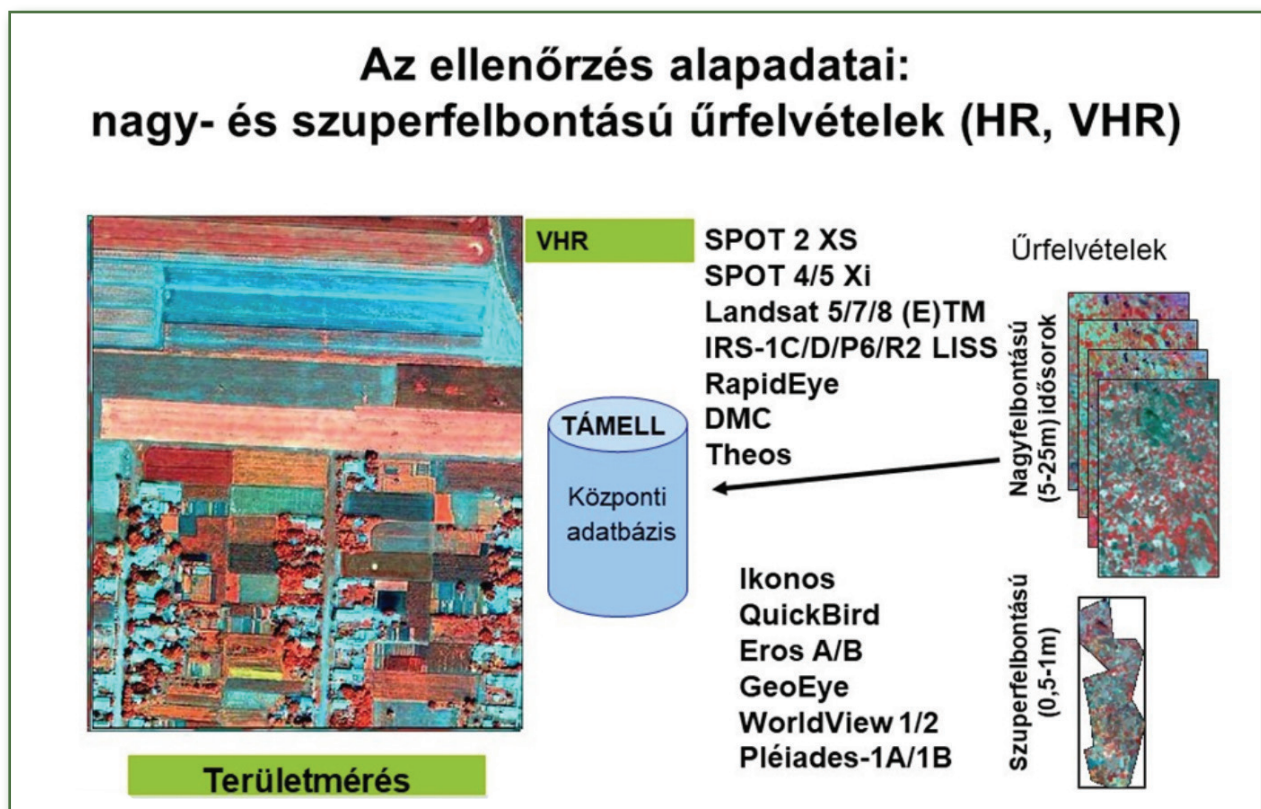 Az ellenőrzés alapadatai:
nagy- és szuperfelbontású űrfelvételek (HR, VHR)
VHR
SPOT 2 XS
SPOT 4/5 Xi
Landsat 5/7/8 (E)TM
IRS-1C/D/P6/R2 LISS
RapidEye
DMC
Theos
Űrfelvételek
Nagyfelbontású
(5-25m) idősorok
TÁMELL
Központi
adatbázis
Ikonos
QuickBird
Eros A/B
GeoEye
WorldView 1/2
Pléiades-1A/1B
Szuperfelbontású
(0,5-1m)
Területmérés